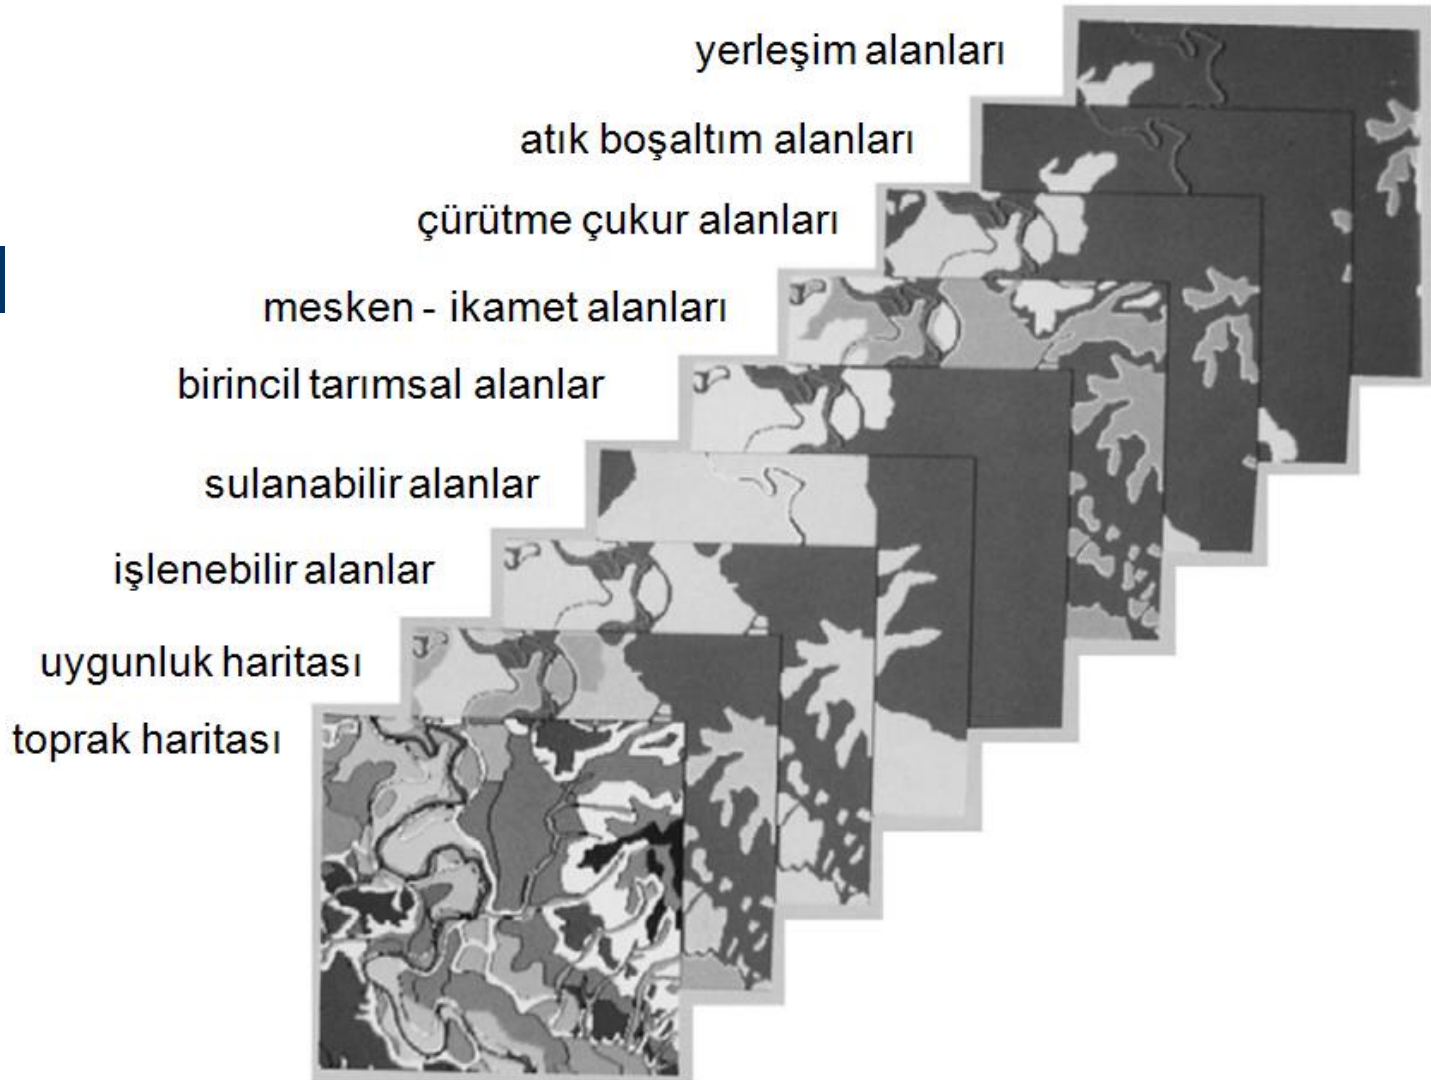 yerleşim alanları
atık boşaltım alanları
çürütme çukur alanları
mesken - ikamet alanları
birincil tarımsal alanlar
sulanabilir alanlar
işlenebilir alanlar
uygunluk haritası
toprak haritası